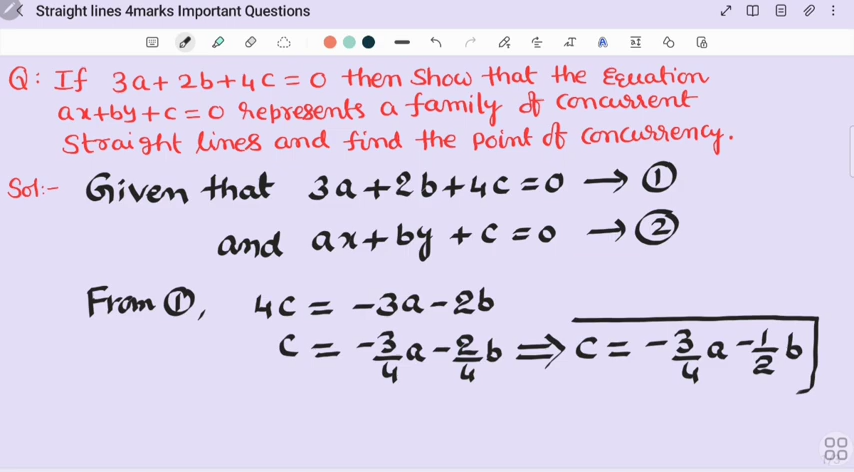 Straight lines 4marks Important Questions
Q: If 3a+2b+4c=0 then show that the Equation
ax+by+c=0 represents a family of concurrent
Straight lines and find the point of concurrency.
Sol:- Given that 3a+2b+4c=0 → ①
and ax+by+c=0 → ②
From ①, 4c = -3a-2b
c = -3/4 a - 2/4 b ⟹ c = -3/4 a - 1/2 b